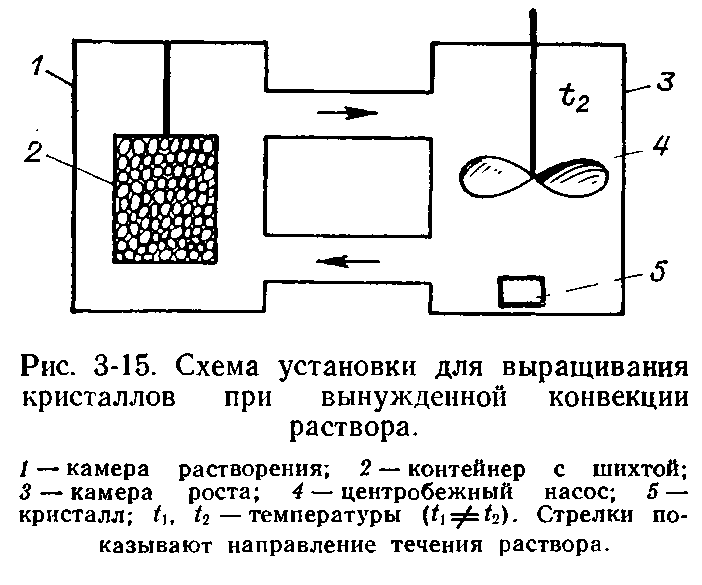 1
2
t2
3
4
5
Рис. 3-15. Схема установки для выращивания
кристаллов при вынужденной конвекции
раствора.
1 — камера растворения; 2 — контейнер с шихтой;
3 — камера роста; 4 — центробежный насос; 5 —
кристалл; t1, t2 — температуры (t1≠t2). Стрелки по-
казывают направление течения раствора.